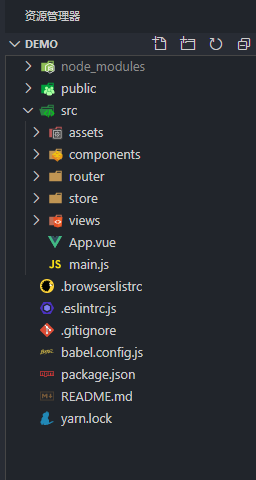 资源管理器
DEMO
node_modules
public
src
assets
components
router
store
views
App.vue
JS main.js
.browserslistrc
.eslintrc.js
.gitignore
babel.config.js
package.json
README.md
yarn.lock